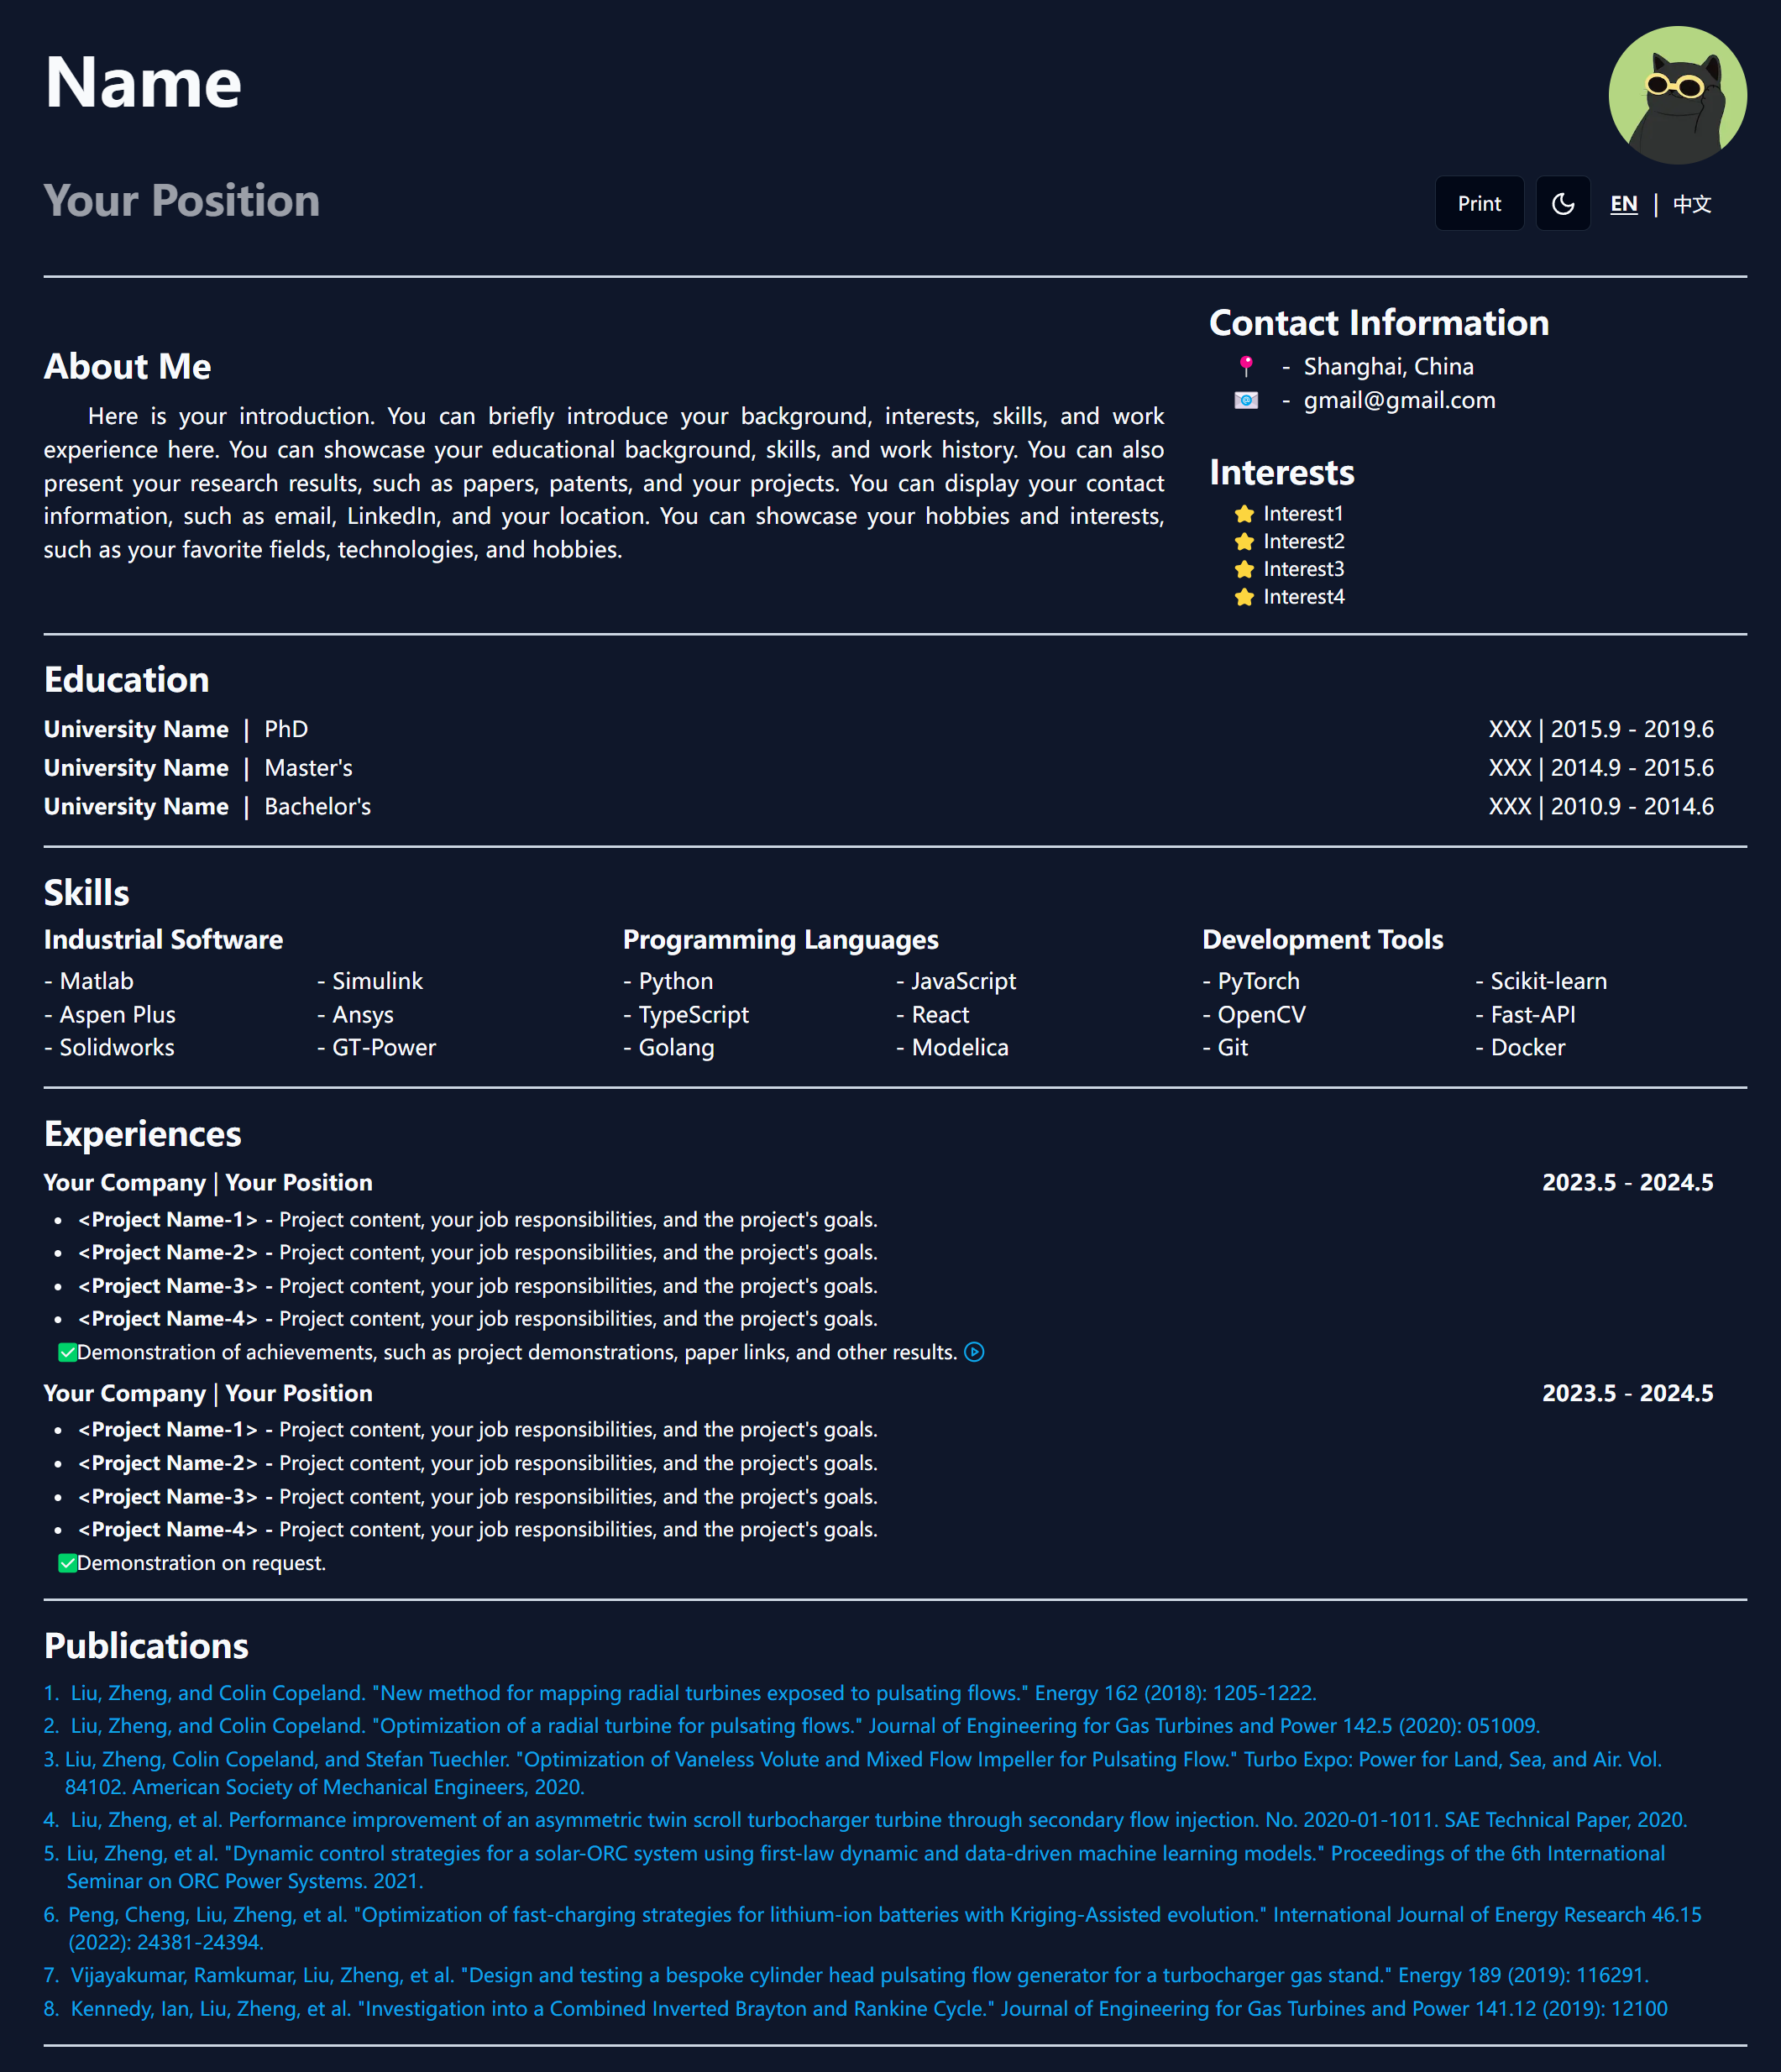 Name
Your Position
Print
EN | 中文
About Me
Here is your introduction. You can briefly introduce your background, interests, skills, and work
experience here. You can showcase your educational background, skills, and work history. You can also
present your research results, such as papers, patents, and your projects. You can display your contact
information, such as email, LinkedIn, and your location. You can showcase your hobbies and interests,
such as your favorite fields, technologies, and hobbies.
Contact Information
📍 - Shanghai, China
📧 - gmail@gmail.com
Interests
⭐ Interest1
⭐ Interest2
⭐ Interest3
⭐ Interest4
Education
University Name | PhD XXX | 2015.9 - 2019.6
University Name | Master's XXX | 2014.9 - 2015.6
University Name | Bachelor's XXX | 2010.9 - 2014.6
Skills
Industrial Software
- Matlab - Simulink
- Aspen Plus - Ansys
- Solidworks - GT-Power
Programming Languages
- Python - JavaScript
- TypeScript - React
- Golang - Modelica
Development Tools
- PyTorch - Scikit-learn
- OpenCV - Fast-API
- Git - Docker
Experiences
Your Company | Your Position 2023.5 - 2024.5
• <Project Name-1> - Project content, your job responsibilities, and the project's goals.
• <Project Name-2> - Project content, your job responsibilities, and the project's goals.
• <Project Name-3> - Project content, your job responsibilities, and the project's goals.
• <Project Name-4> - Project content, your job responsibilities, and the project's goals.
✅Demonstration of achievements, such as project demonstrations, paper links, and other results.
Your Company | Your Position 2023.5 - 2024.5
• <Project Name-1> - Project content, your job responsibilities, and the project's goals.
• <Project Name-2> - Project content, your job responsibilities, and the project's goals.
• <Project Name-3> - Project content, your job responsibilities, and the project's goals.
• <Project Name-4> - Project content, your job responsibilities, and the project's goals.
✅Demonstration on request.
Publications
1. Liu, Zheng, and Colin Copeland. "New method for mapping radial turbines exposed to pulsating flows." Energy 162 (2018): 1205-1222.
2. Liu, Zheng, and Colin Copeland. "Optimization of a radial turbine for pulsating flows." Journal of Engineering for Gas Turbines and Power 142.5 (2020): 051009.
3. Liu, Zheng, Colin Copeland, and Stefan Tuechler. "Optimization of Vaneless Volute and Mixed Flow Impeller for Pulsating Flow." Turbo Expo: Power for Land, Sea, and Air. Vol.
84102. American Society of Mechanical Engineers, 2020.
4. Liu, Zheng, et al. Performance improvement of an asymmetric twin scroll turbocharger turbine through secondary flow injection. No. 2020-01-1011. SAE Technical Paper, 2020.
5. Liu, Zheng, et al. "Dynamic control strategies for a solar-ORC system using first-law dynamic and data-driven machine learning models." Proceedings of the 6th International
Seminar on ORC Power Systems. 2021.
6. Peng, Cheng, Liu, Zheng, et al. "Optimization of fast-charging strategies for lithium-ion batteries with Kriging-Assisted evolution." International Journal of Energy Research 46.15
(2022): 24381-24394.
7. Vijayakumar, Ramkumar, Liu, Zheng, et al. "Design and testing a bespoke cylinder head pulsating flow generator for a turbocharger gas stand." Energy 189 (2019): 116291.
8. Kennedy, Ian, Liu, Zheng, et al. "Investigation into a Combined Inverted Brayton and Rankine Cycle." Journal of Engineering for Gas Turbines and Power 141.12 (2019): 12100